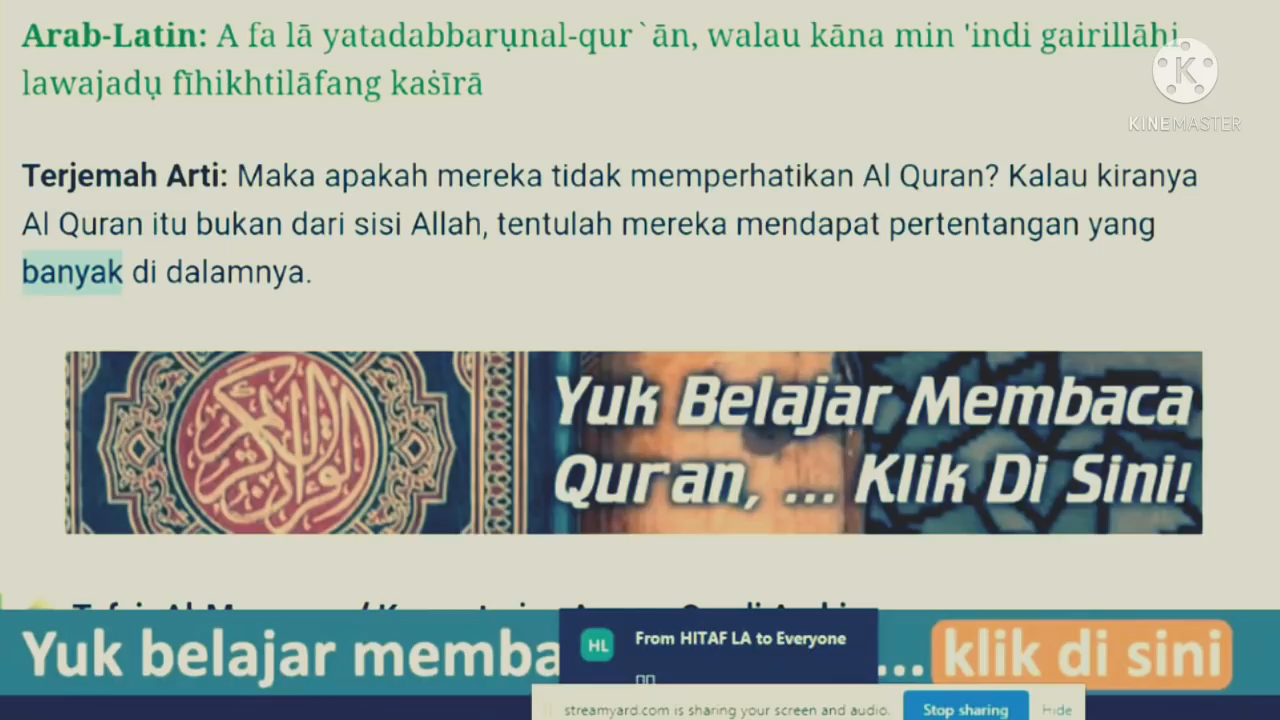 Arab-Latin: A fa lā yatadabbarụnal-qur`ān, walau kāna min 'indi gairillāhi
lawajadụ fīhikhtilāfang kaṡīrā
KINEMASTER
Terjemah Arti: Maka apakah mereka tidak memperhatikan Al Quran? Kalau kiranya
Al Quran itu bukan dari sisi Allah, tentulah mereka mendapat pertentangan yang
banyak di dalamnya.
Yuk Belajar Membaca
Quran, ... Klik Di Sini!
Yuk belajar memba
... klik di sini
HL From HITAF LA to Everyone
streamyard.com is sharing your screen and audio. Stop sharing Hide